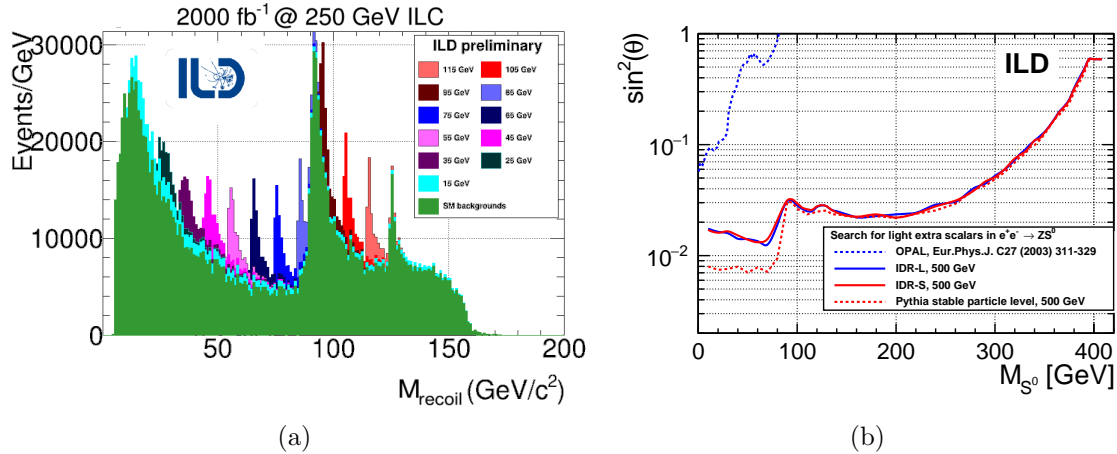 2000 fb⁻¹ @ 250 GeV ILC
Events/GeV
30000
20000
10000
0
50
100
150
200
M_recoil (GeV/c²)
ILD
ILD preliminary
115 GeV
105 GeV
95 GeV
85 GeV
75 GeV
65 GeV
55 GeV
45 GeV
35 GeV
25 GeV
15 GeV
SM backgrounds
(a)
sin²(θ)
1
10⁻¹
10⁻²
0
100
200
300
400
M_S⁰ [GeV]
ILD
Search for light extra scalars in e⁺e⁻ → ZS⁰
OPAL, Eur.Phys.J. C27 (2003) 311-329
IDR-L, 500 GeV
IDR-S, 500 GeV
Pythia stable particle level, 500 GeV
(b)